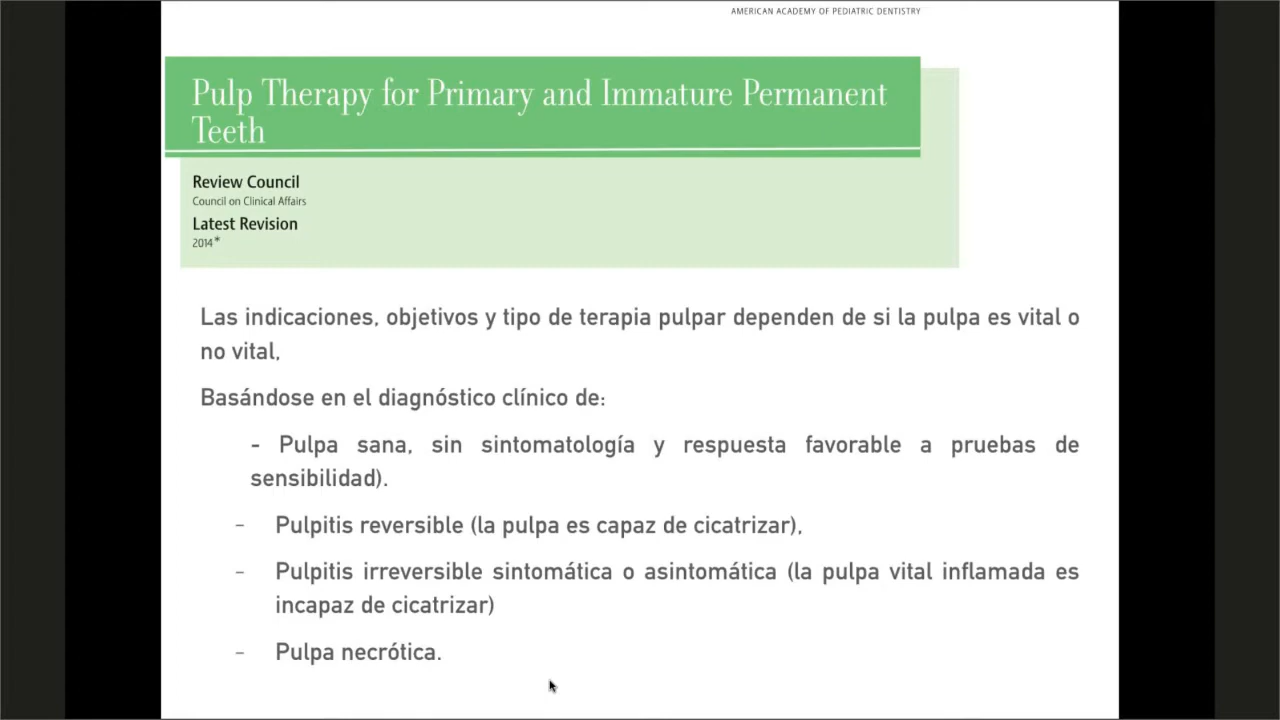 AMERICAN ACADEMY OF PEDIATRIC DENTISTRY
Pulp Therapy for Primary and Immature Permanent
Teeth
Review Council
Council on Clinical Affairs
Latest Revision
2014*
Las indicaciones, objetivos y tipo de terapia pulpar dependen de si la pulpa es vital o
no vital,
Basándose en el diagnóstico clínico de:
- Pulpa sana, sin sintomatología y respuesta favorable a pruebas de
sensibilidad).
- Pulpitis reversible (la pulpa es capaz de cicatrizar),
- Pulpitis irreversible sintomática o asintomática (la pulpa vital inflamada es
incapaz de cicatrizar)
- Pulpa necrótica.